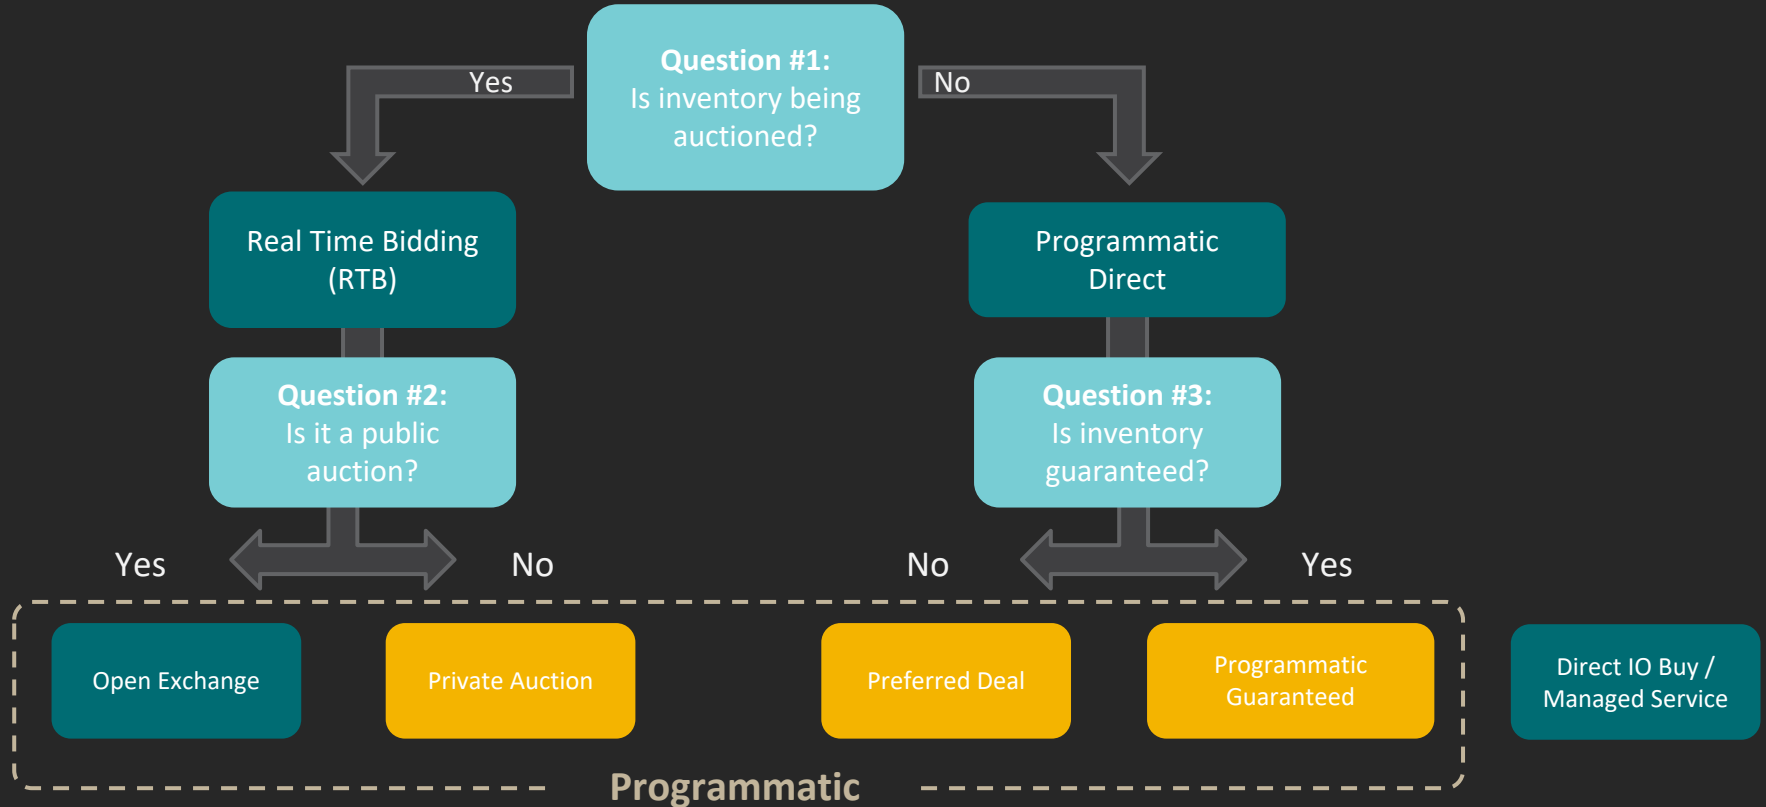 Question #1:
Is inventory being
auctioned?
Yes
No
Real Time Bidding
(RTB)
Programmatic
Direct
Question #2:
Is it a public
auction?
Question #3:
Is inventory
guaranteed?
Yes
No
No
Yes
Open Exchange
Private Auction
Preferred Deal
Programmatic
Guaranteed
Direct IO Buy /
Managed Service
Programmatic